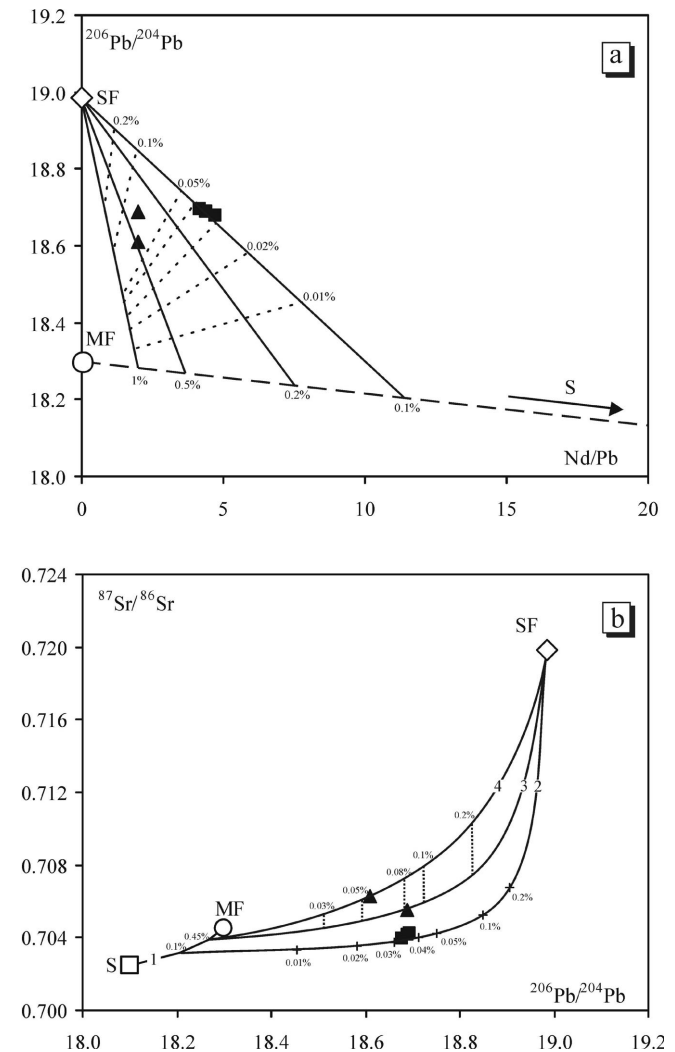 19.2
206Pb/204Pb
a
19.0
SF
0.2%
0.1%
18.8
0.05%
18.6
0.02%
0.01%
18.4
MF
1%
0.5%
0.2%
0.1%
S
18.2
Nd/Pb
18.0
0 5 10 15 20
0.724
87Sr/86Sr
b
SF
0.720
0.716
0.712
4 3 2
0.2%
0.708
0.1%
0.08%
0.05%
0.03%
0.2%
MF
0.1%
0.45%
0.704
0.1%
0.05%
0.04%
0.03%
0.02%
0.01%
S 1
206Pb/204Pb
0.700
18.0 18.2 18.4 18.6 18.8 19.0 19.2